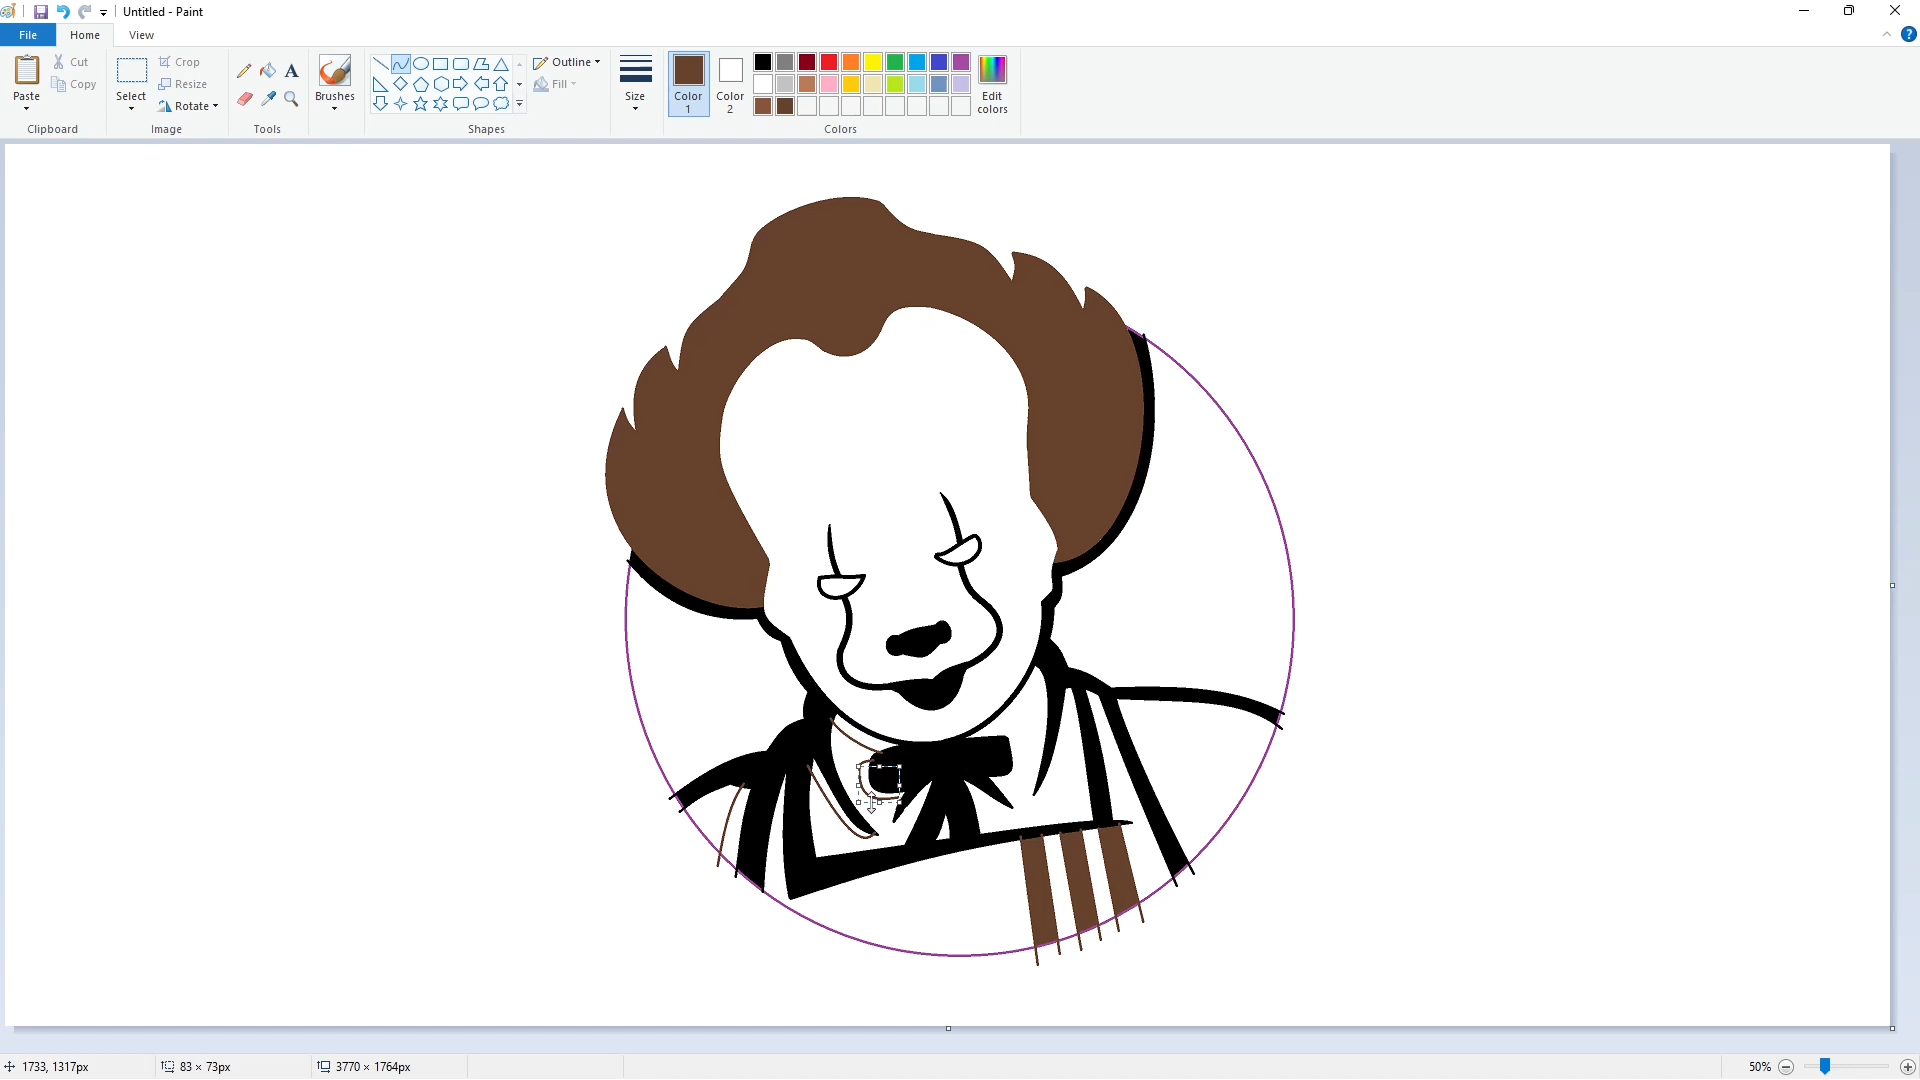 Untitled - Paint
File Home View
Paste Cut Copy Clipboard
Select Crop Resize Rotate Image
A Tools
Brushes
Shapes Outline Fill
Size
Color 1 Color 2 Edit colors Colors
1733, 1317px 83 × 73px 3770 × 1764px 50%